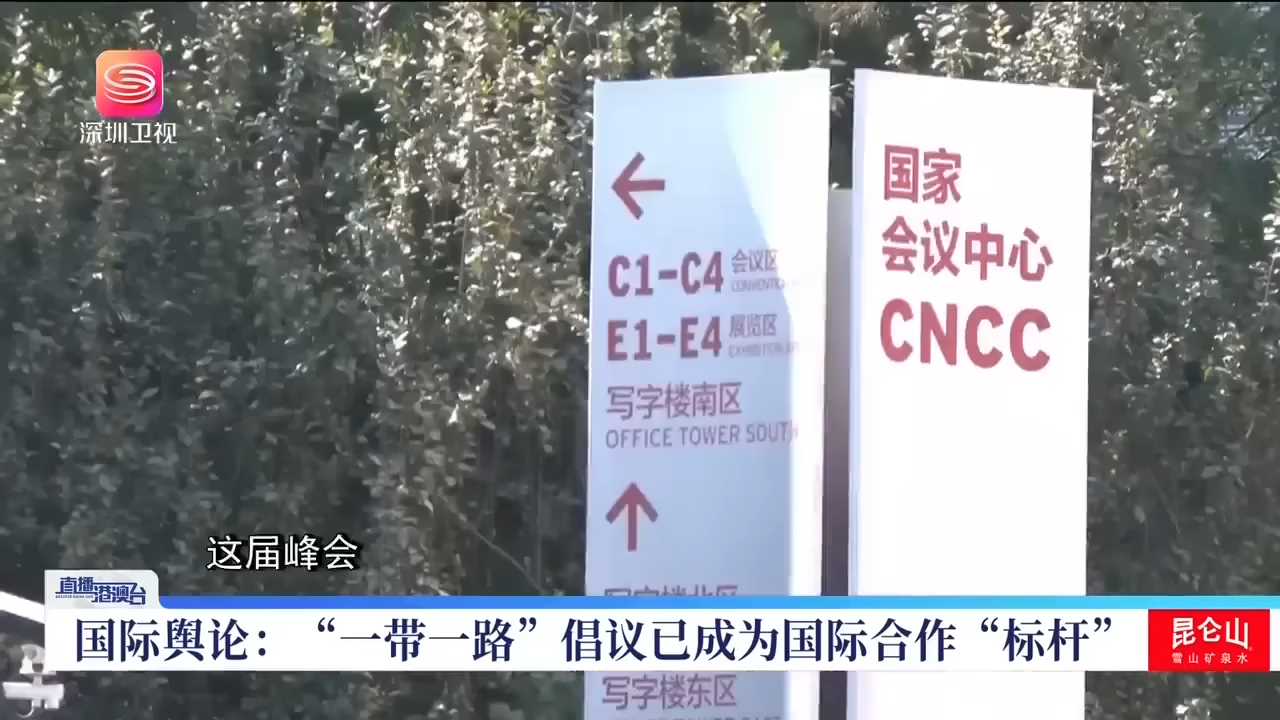 深圳卫视
C1-C4 会议区
E1-E4 展览区
写字楼南区
OFFICE TOWER SOUTH
国家
会议中心
CNCC
这届峰会
直播港澳台
国际舆论：“一带一路”倡议已成为国际合作“标杆”
昆仑山
雪山矿泉水
写字楼东区